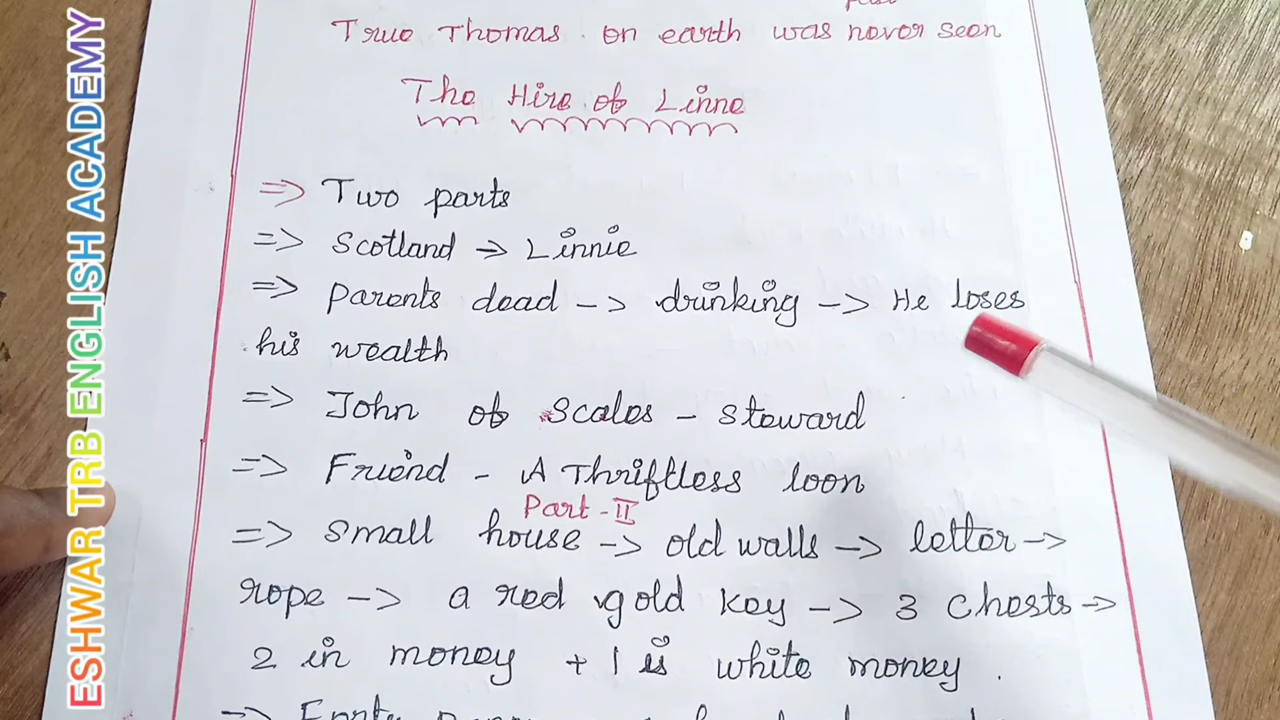 True Thomas on earth was never seen
The Hire of Linne
=> Two parts
=> Scotland -> Linnie
=> Parents dead -> drinking -> He loses
his wealth
=> John of Scales - Steward
=> Friend - A Thriftless loon
Part - II
=> Small house -> old walls -> letter ->
rope -> a red gold key -> 3 Chests ->
2 in money + 1 is white money .
ESHWAR TRB ENGLISH ACADEMY